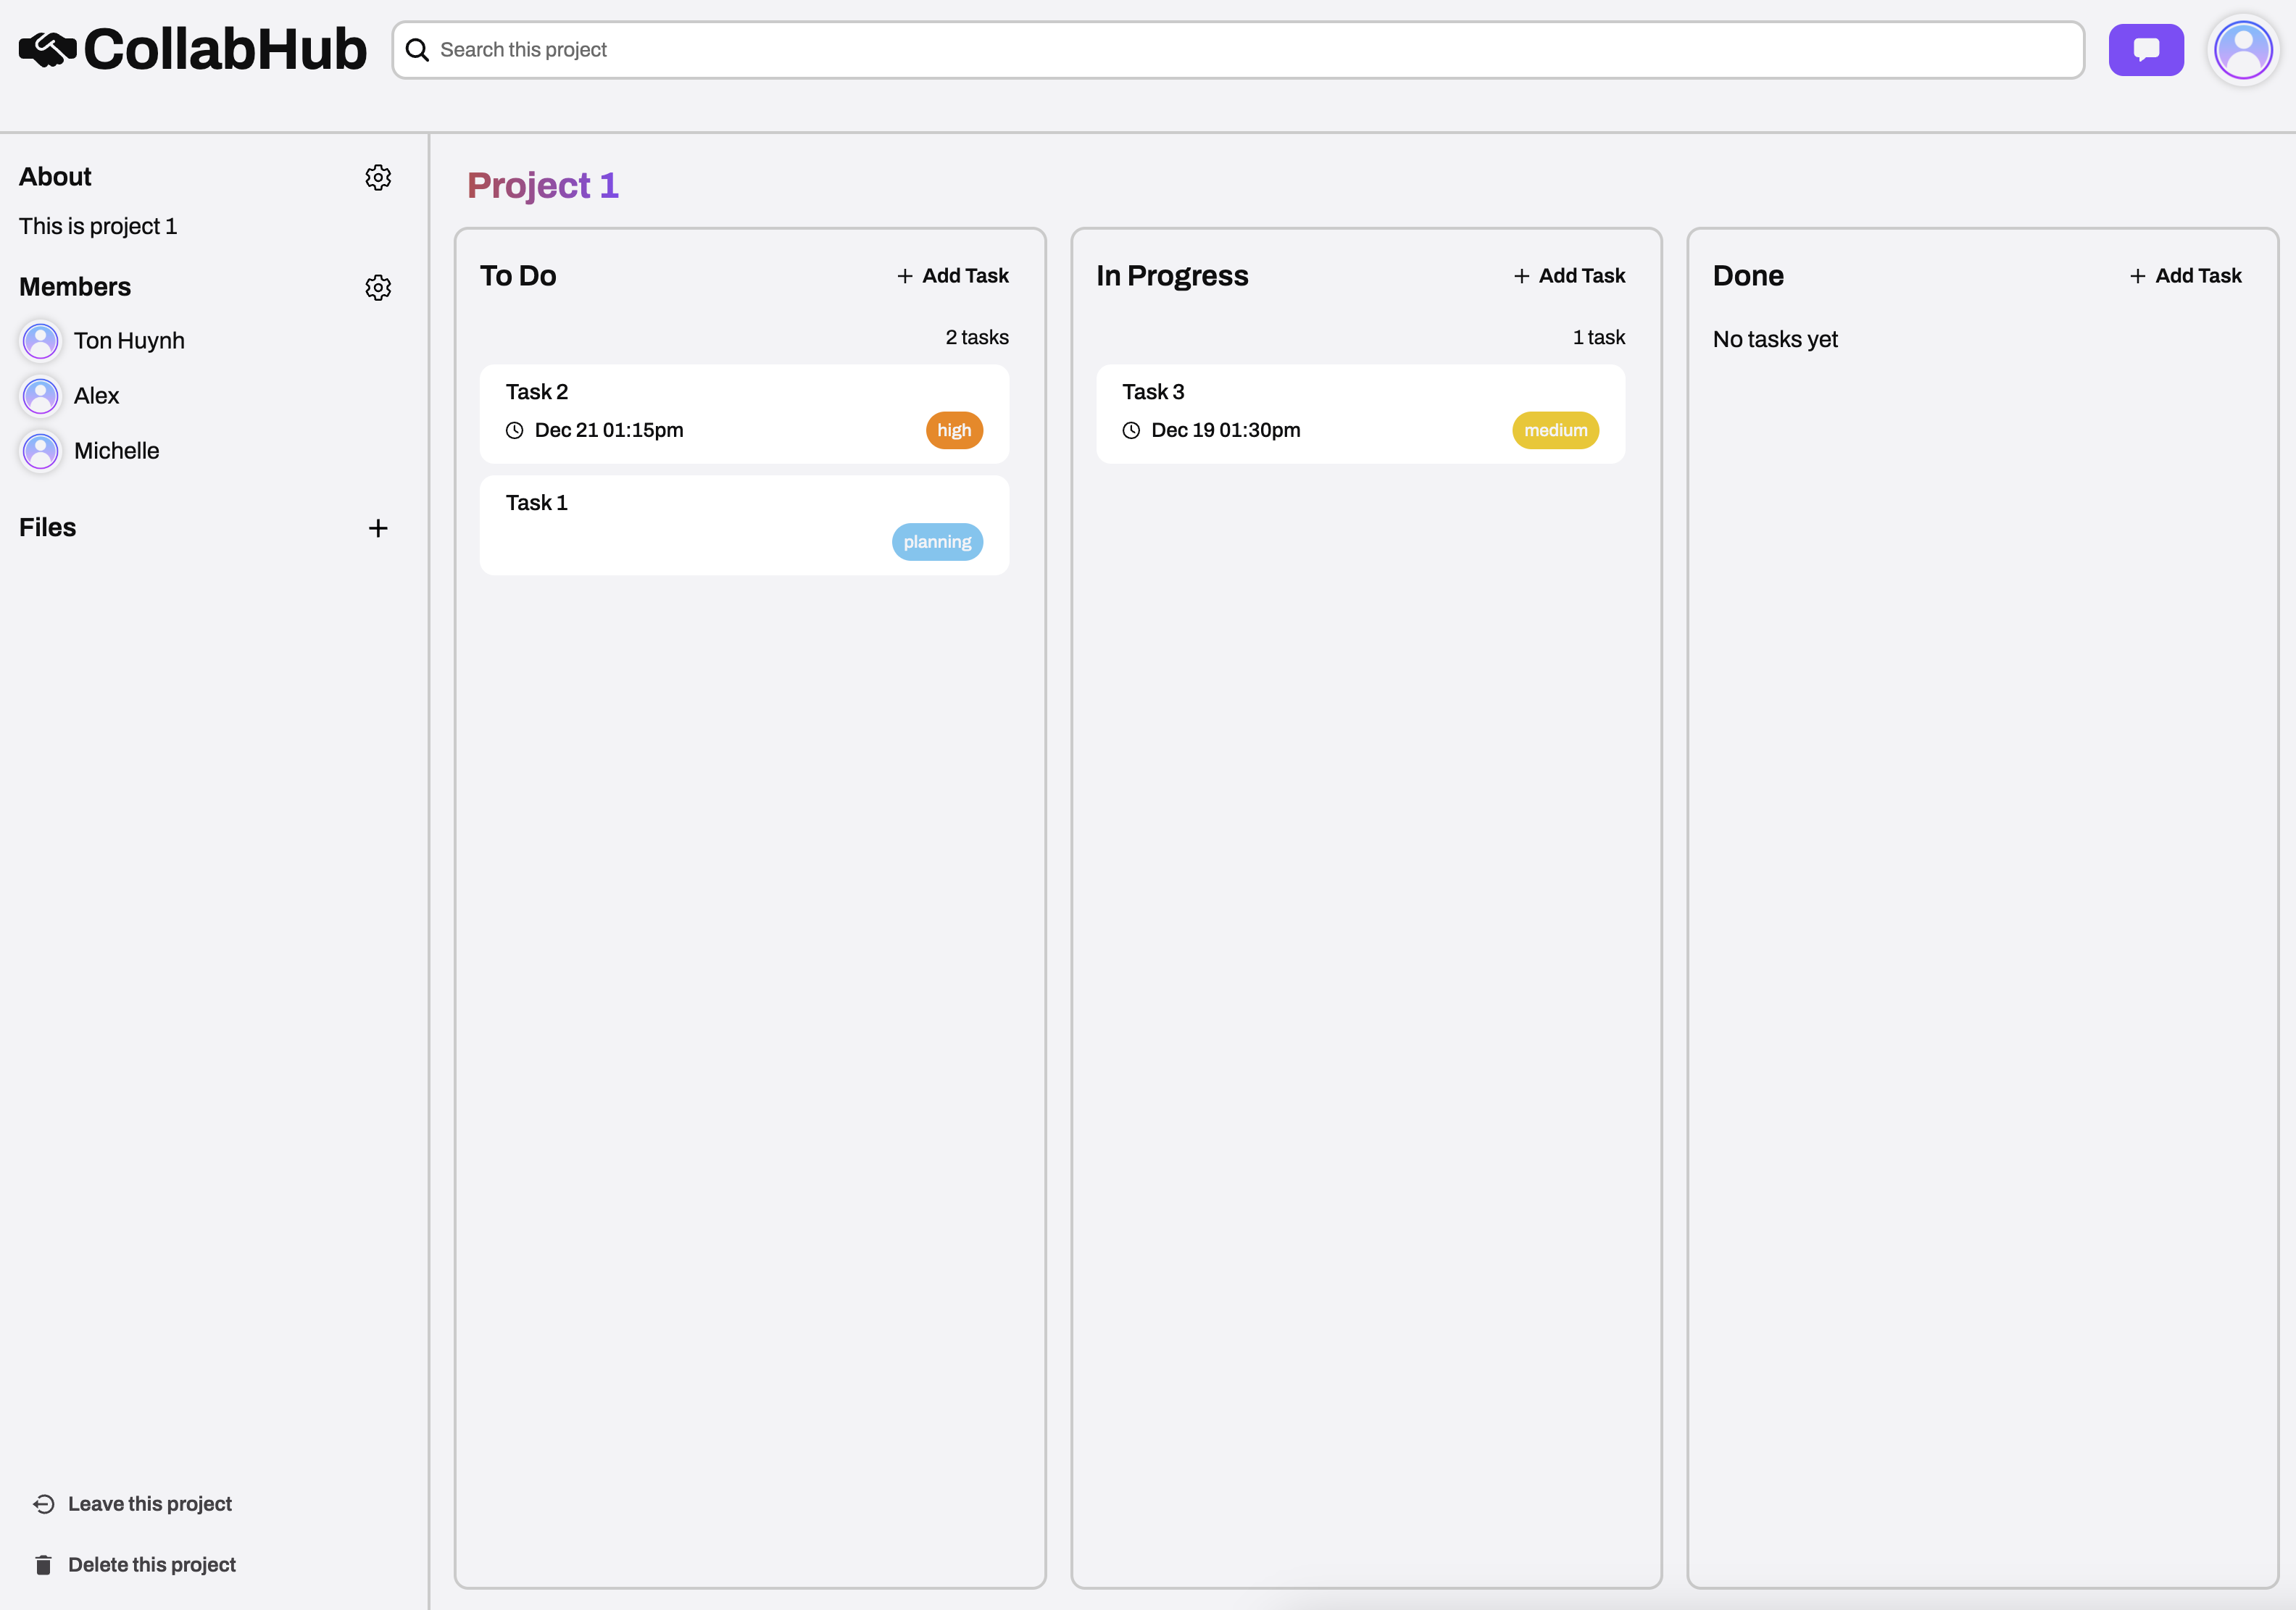 CollabHub
Search this project
About
This is project 1
Members
Ton Huynh
Alex
Michelle
Files
Leave this project
Delete this project
Project 1
To Do
Add Task
2 tasks
Task 2
Dec 21 01:15pm
high
Task 1
planning
In Progress
Add Task
1 task
Task 3
Dec 19 01:30pm
medium
Done
Add Task
No tasks yet